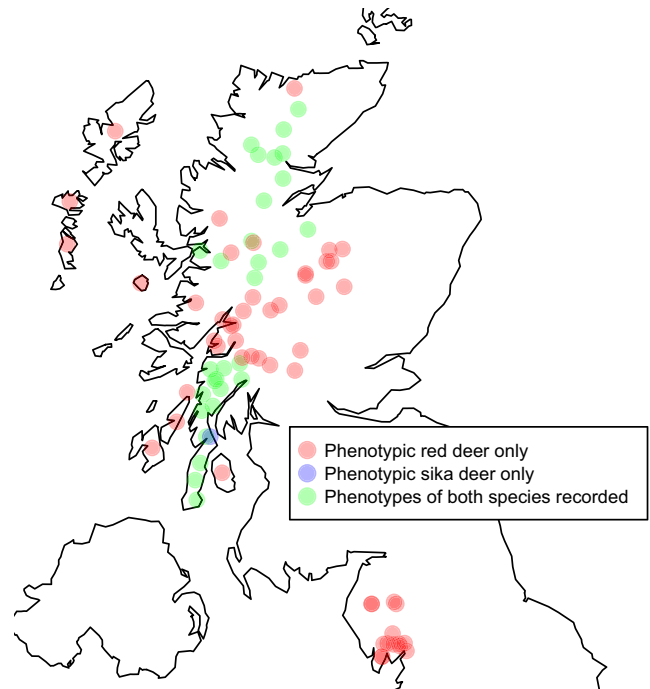 Phenotypic red deer only
Phenotypic sika deer only
Phenotypes of both species recorded